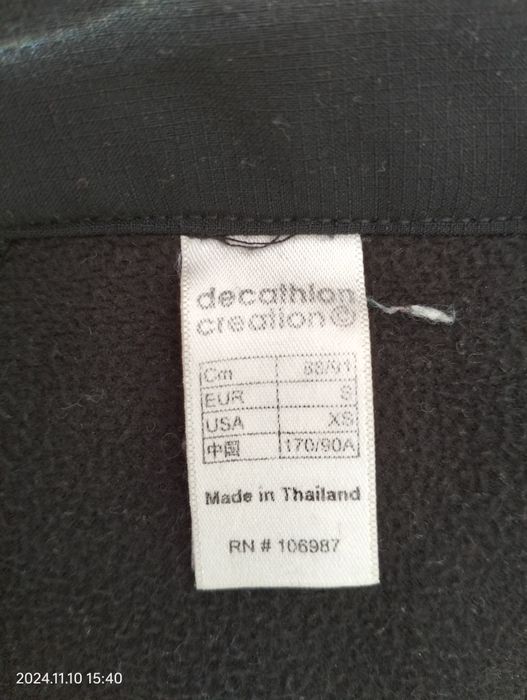 decathlon
creation
Cm 88/91
EUR S
USA XS
中国 170/90A
Made in Thailand
RN # 106987
2024.11.10 15:40